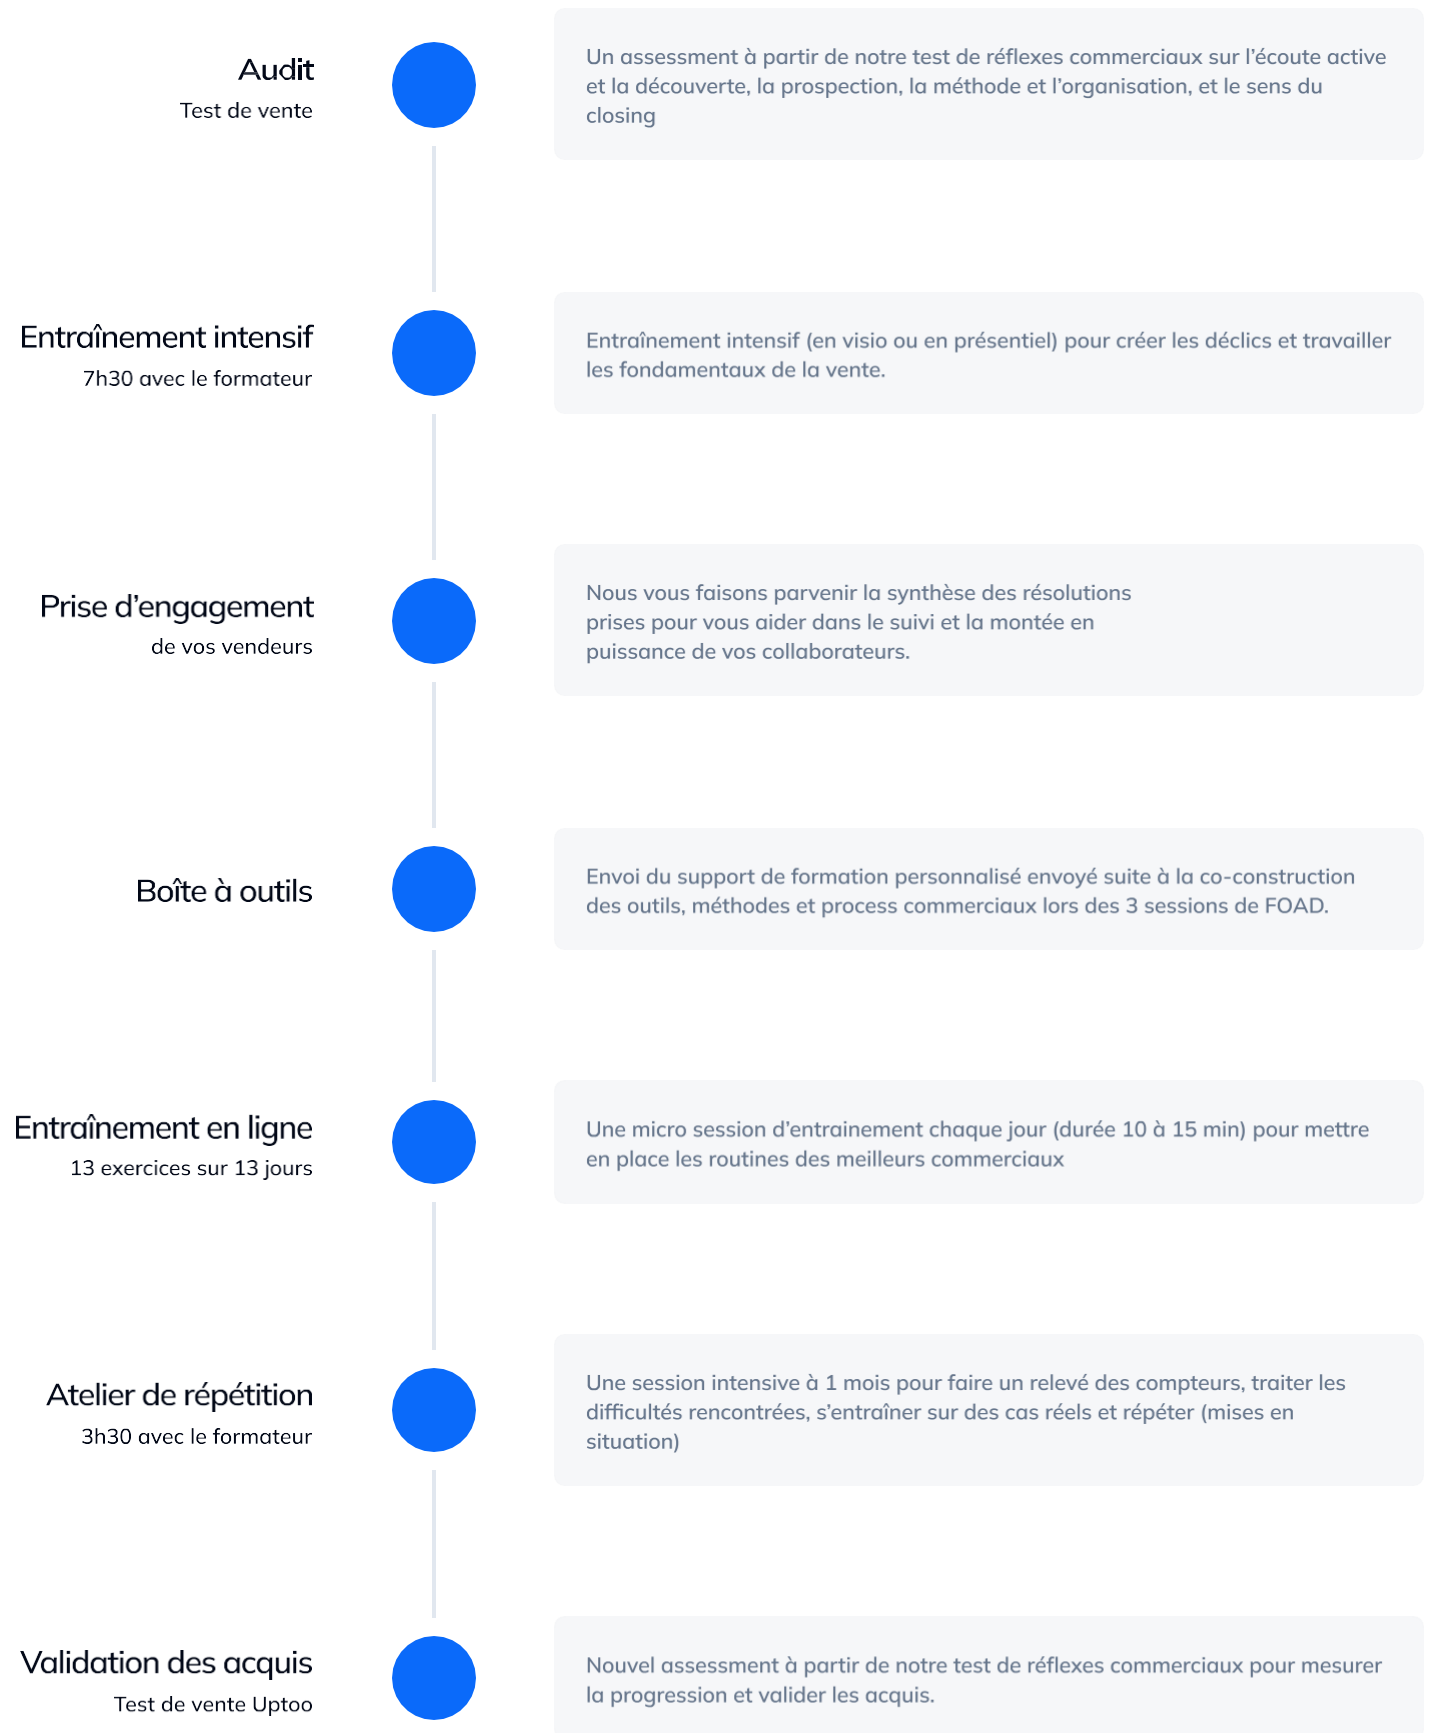 Audit
Test de vente
Un assessment à partir de notre test de réflexes commerciaux sur l’écoute active
et la découverte, la prospection, la méthode et l’organisation, et le sens du
closing
Entraînement intensif
7h30 avec le formateur
Entraînement intensif (en visio ou en présentiel) pour créer les déclics et travailler
les fondamentaux de la vente.
Prise d’engagement
de vos vendeurs
Nous vous faisons parvenir la synthèse des résolutions
prises pour vous aider dans le suivi et la montée en
puissance de vos collaborateurs.
Boîte à outils
Envoi du support de formation personnalisé envoyé suite à la co-construction
des outils, méthodes et process commerciaux lors des 3 sessions de FOAD.
Entraînement en ligne
13 exercices sur 13 jours
Une micro session d’entrainement chaque jour (durée 10 à 15 min) pour mettre
en place les routines des meilleurs commerciaux
Atelier de répétition
3h30 avec le formateur
Une session intensive à 1 mois pour faire un relevé des compteurs, traiter les
difficultés rencontrées, s’entraîner sur des cas réels et répéter (mises en
situation)
Validation des acquis
Test de vente Uptoo
Nouvel assessment à partir de notre test de réflexes commerciaux pour mesurer
la progression et valider les acquis.